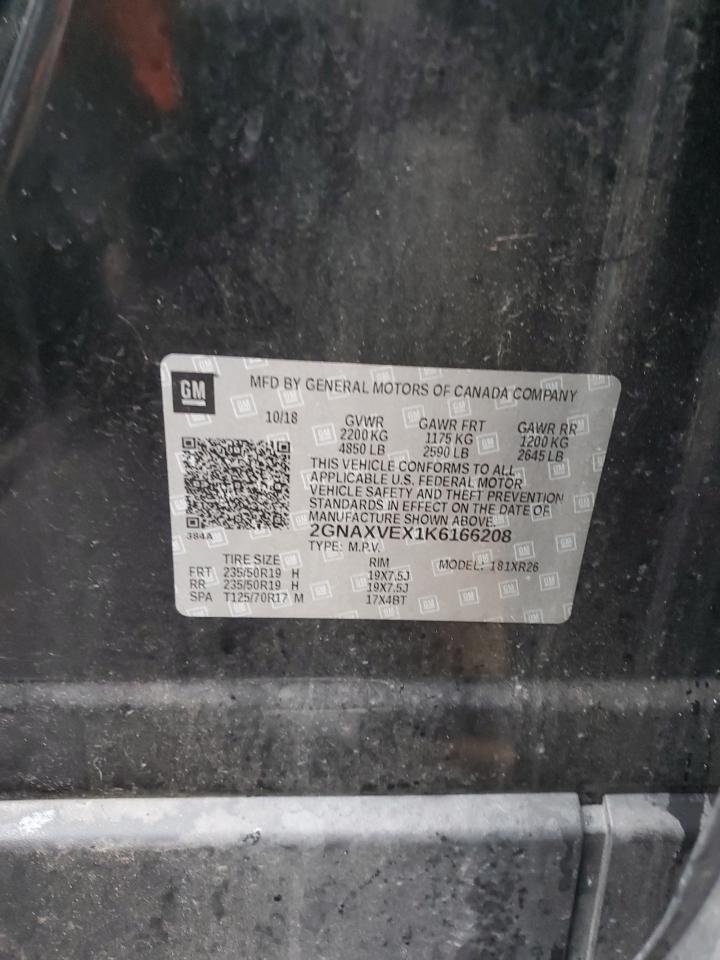 GM
MFD BY GENERAL MOTORS OF CANADA COMPANY
10/18 GVWR GAWR FRT GAWR RR
2200 KG 1175 KG 1200 KG
4850 LB 2590 LB 2645 LB
THIS VEHICLE CONFORMS TO ALL
APPLICABLE U.S. FEDERAL MOTOR
VEHICLE SAFETY AND THEFT PREVENTION
STANDARDS IN EFFECT ON THE DATE OF
MANUFACTURE SHOWN ABOVE.
384A
2GNAXVEX1K6166208
TYPE: M.P.V.
TIRE SIZE RIM MODEL: 181XR26
FRT 235/50R19 H 19X7.5J
RR 235/50R19 H 19X7.5J
SPA T125/70R17 M 17X4BT